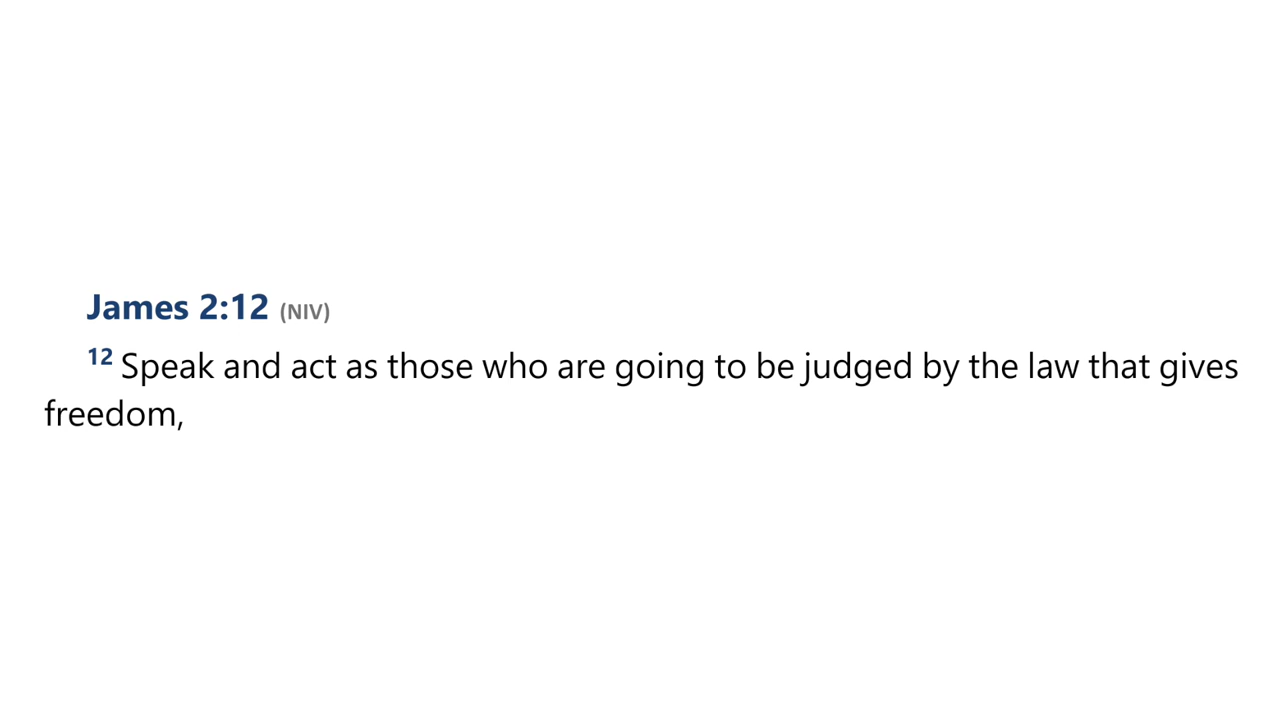 James 2:12 (NIV)
12 Speak and act as those who are going to be judged by the law that gives
freedom,